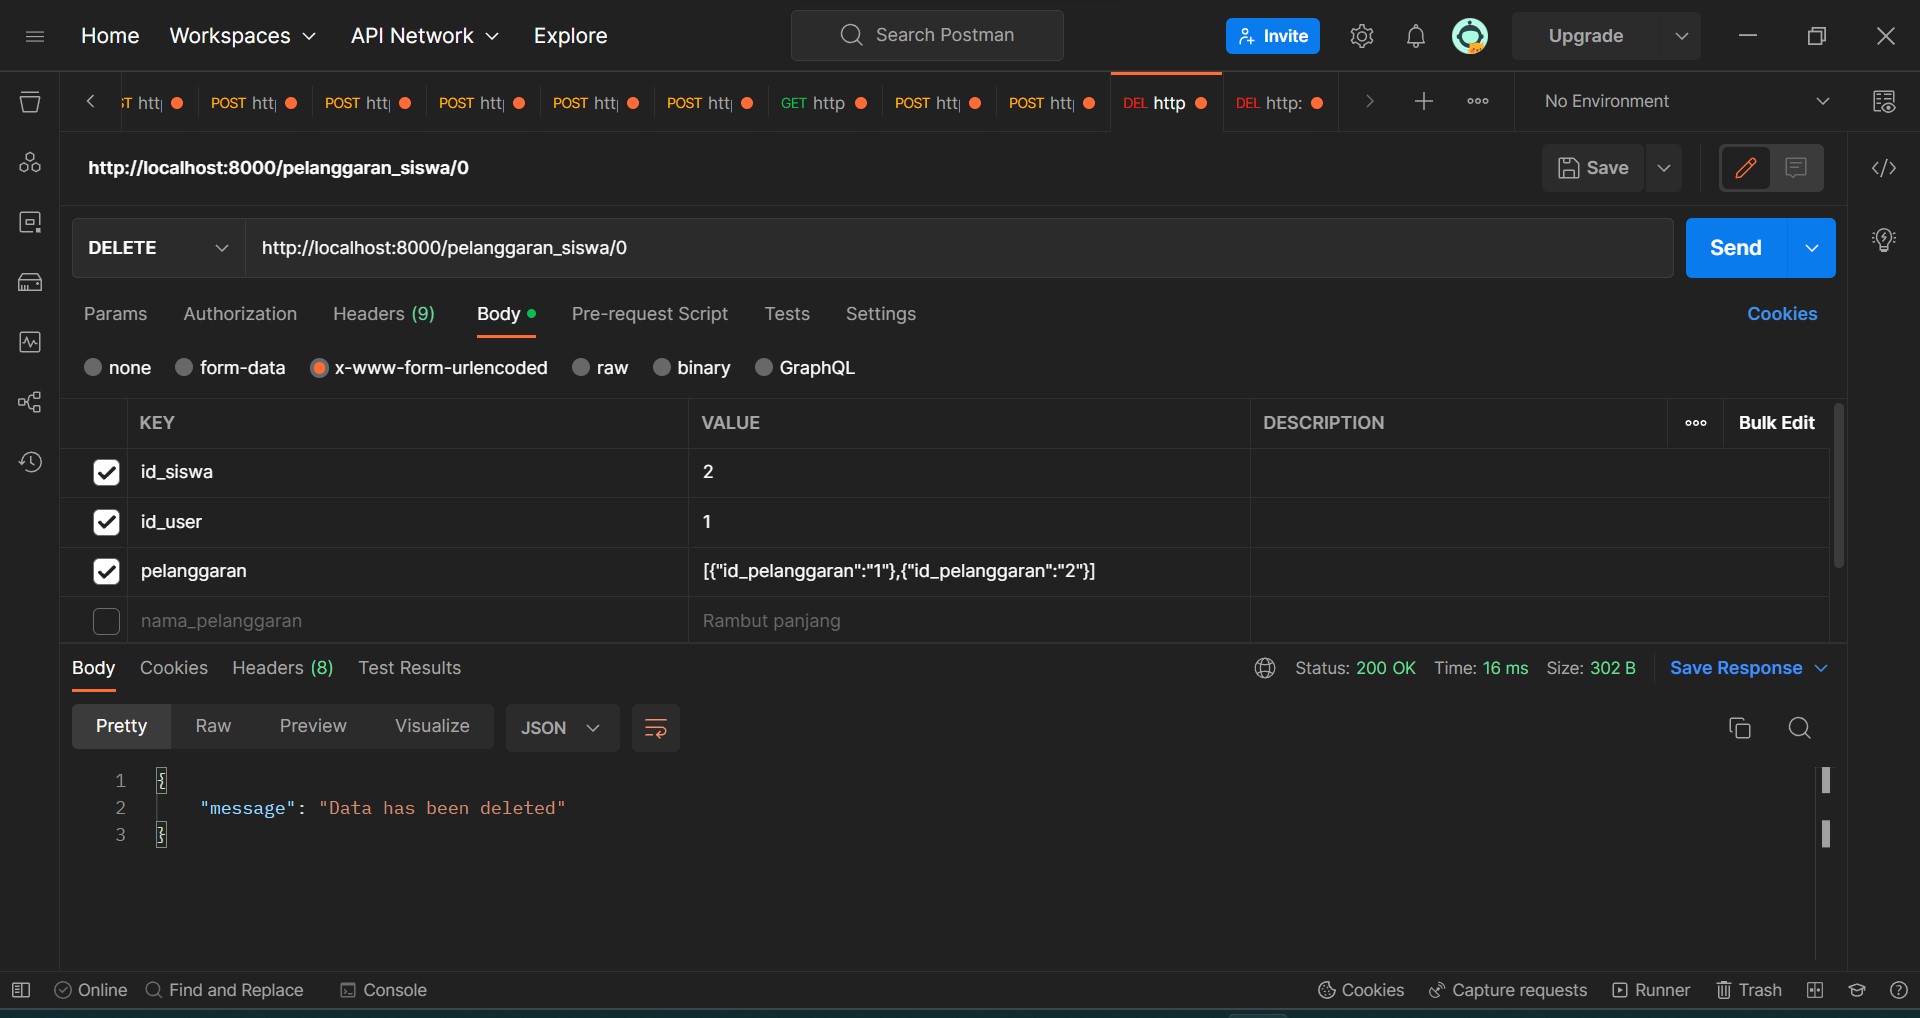 Home Workspaces API Network Explore Search Postman Invite Upgrade
ST htt POST htt POST htt POST htt POST htt POST htt GET http POST htt POST htt DEL http DEL http: No Environment
http://localhost:8000/pelanggaran_siswa/0 Save
DELETE http://localhost:8000/pelanggaran_siswa/0 Send
Params Authorization Headers (9) Body Pre-request Script Tests Settings Cookies
none form-data x-www-form-urlencoded raw binary GraphQL
KEY VALUE DESCRIPTION Bulk Edit
id_siswa 2
id_user 1
pelanggaran [{"id_pelanggaran":"1"},{"id_pelanggaran":"2"}]
nama_pelanggaran Rambut panjang
Body Cookies Headers (8) Test Results Status: 200 OK Time: 16 ms Size: 302 B Save Response
Pretty Raw Preview Visualize JSON
1 {
2 "message": "Data has been deleted"
3 }
Online Find and Replace Console Cookies Capture requests Runner Trash